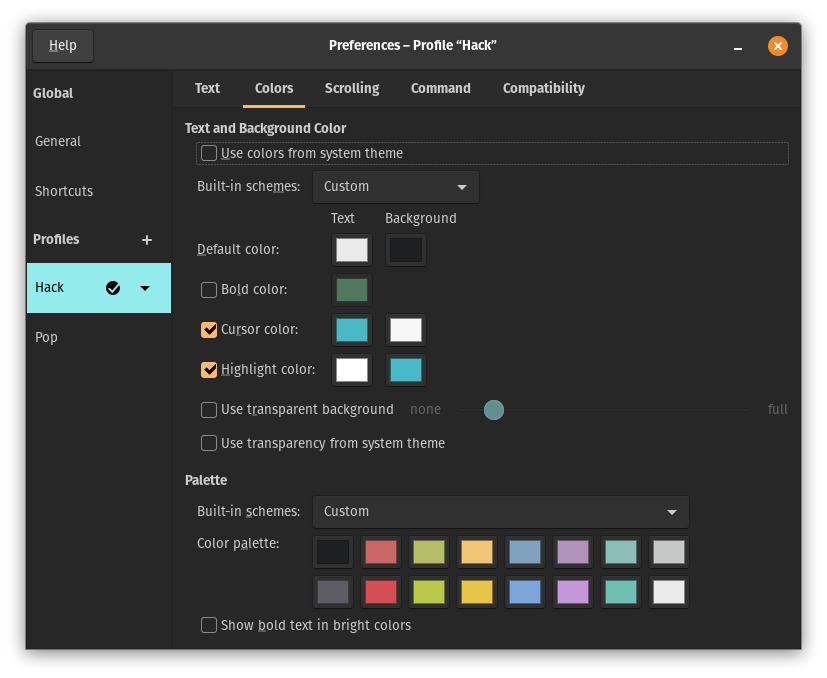 Help
Preferences – Profile “Hack”
Global
General
Shortcuts
Profiles +
Hack
Pop
Text Colors Scrolling Command Compatibility
Text and Background Color
Use colors from system theme
Built-in schemes: Custom
Text Background
Default color:
Bold color:
Cursor color:
Highlight color:
Use transparent background none full
Use transparency from system theme
Palette
Built-in schemes: Custom
Color palette:
Show bold text in bright colors